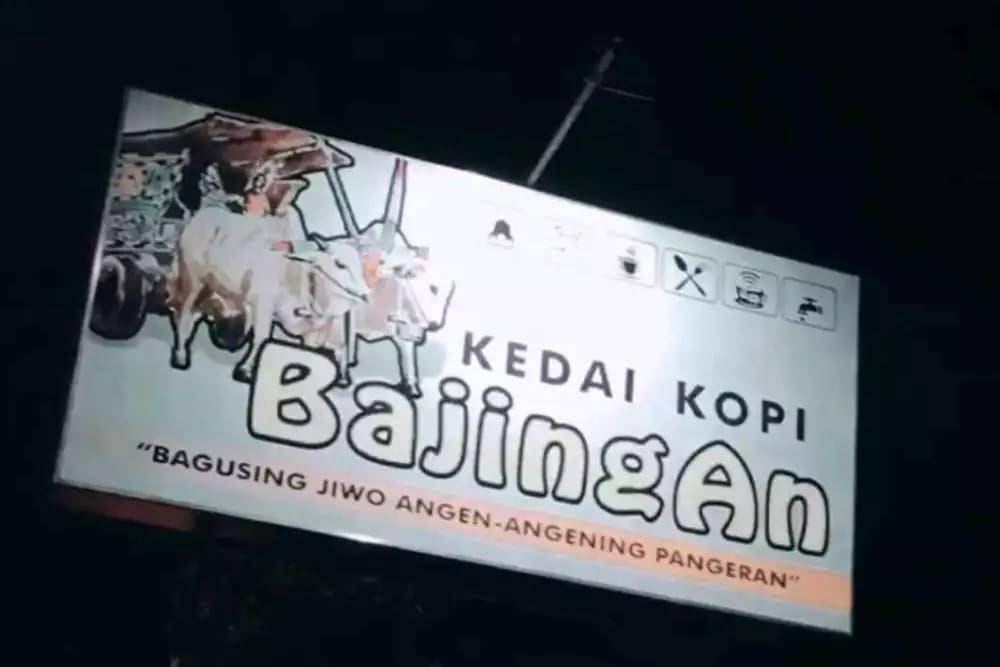 KEDAI KOPI
BajingAn
"BAGUSING JIWO ANGEN-ANGENING PANGERAN"